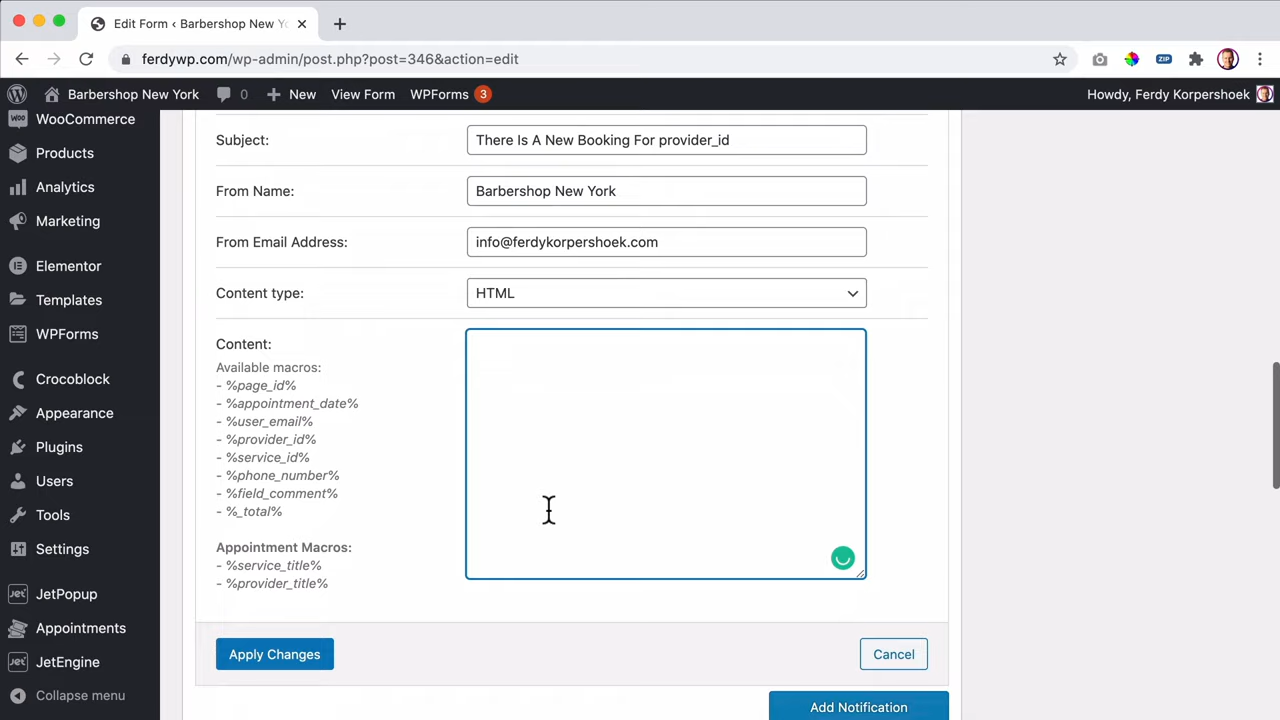 Edit Form ‹ Barbershop New Yo
ferdywp.com/wp-admin/post.php?post=346&action=edit
ZIP
Barbershop New York
0
New
View Form
WPForms 3
Howdy, Ferdy Korpershoek
WooCommerce
Products
Analytics
Marketing
Elementor
Templates
WPForms
Crocoblock
Appearance
Plugins
Users
Tools
Settings
JetPopup
Appointments
JetEngine
Collapse menu
Subject:
There Is A New Booking For provider_id
From Name:
Barbershop New York
From Email Address:
info@ferdykorpershoek.com
Content type:
HTML
Content:
Available macros:
- %page_id%
- %appointment_date%
- %user_email%
- %provider_id%
- %service_id%
- %phone_number%
- %field_comment%
- %_total%
Appointment Macros:
- %service_title%
- %provider_title%
Apply Changes
Cancel
Add Notification